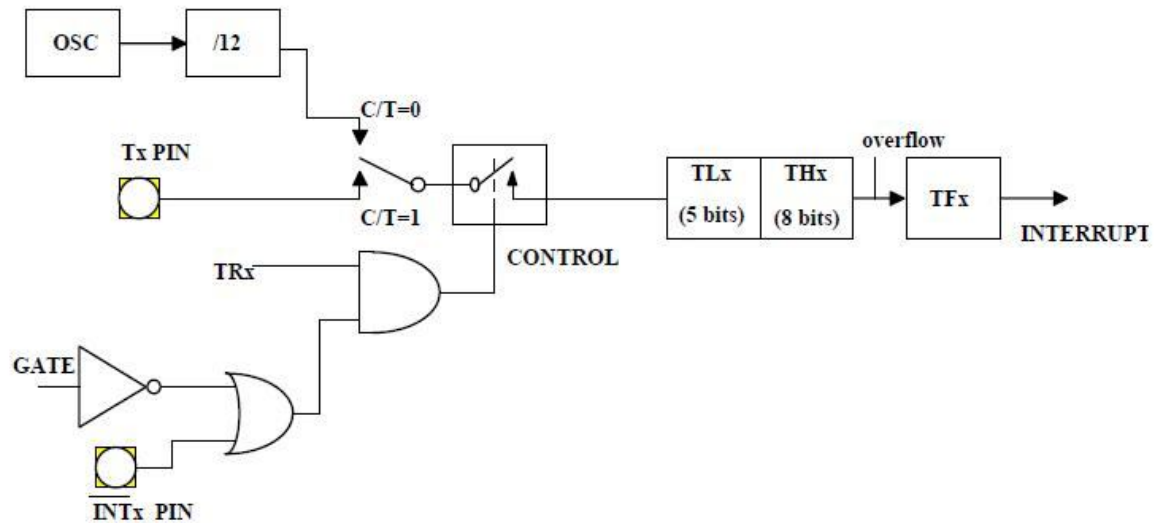 OSC
/12
C/T=0
Tx PIN
C/T=1
TLx
(5 bits)
THx
(8 bits)
overflow
TFx
INTERRUPT
CONTROL
TRx
GATE
INTx PIN